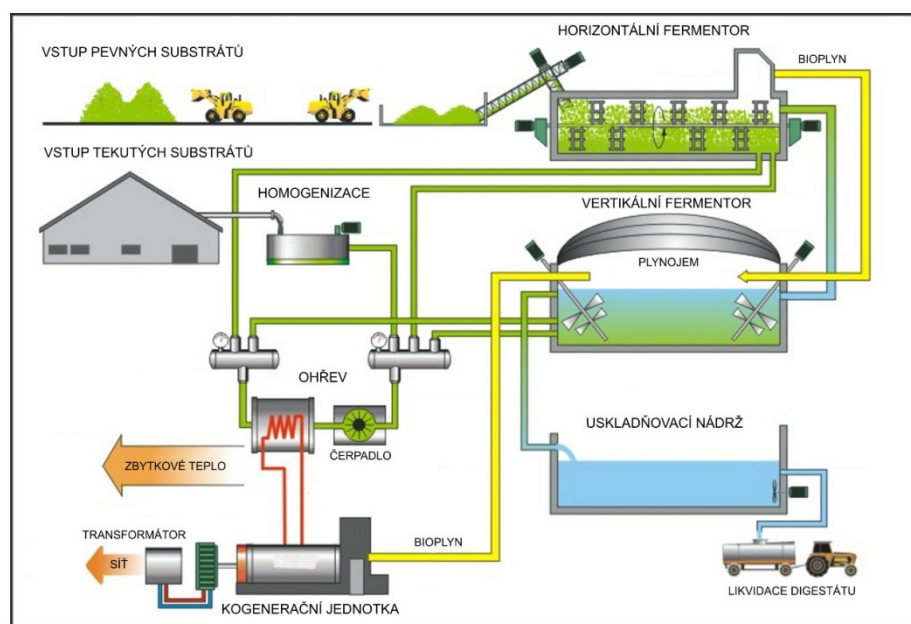 VSTUP PEVNÝCH SUBSTRÁTŮ
HORIZONTÁLNÍ FERMENTOR
BIOPLYN
VSTUP TEKUTÝCH SUBSTRÁTŮ
HOMOGENIZACE
VERTIKÁLNÍ FERMENTOR
PLYNOJEM
OHŘEV
ČERPADLO
USKLADŇOVACÍ NÁDRŽ
ZBYTKOVÉ TEPLO
TRANSFORMÁTOR
SÍŤ
BIOPLYN
KOGENERAČNÍ JEDNOTKA
LIKVIDACE DIGESTÁTU